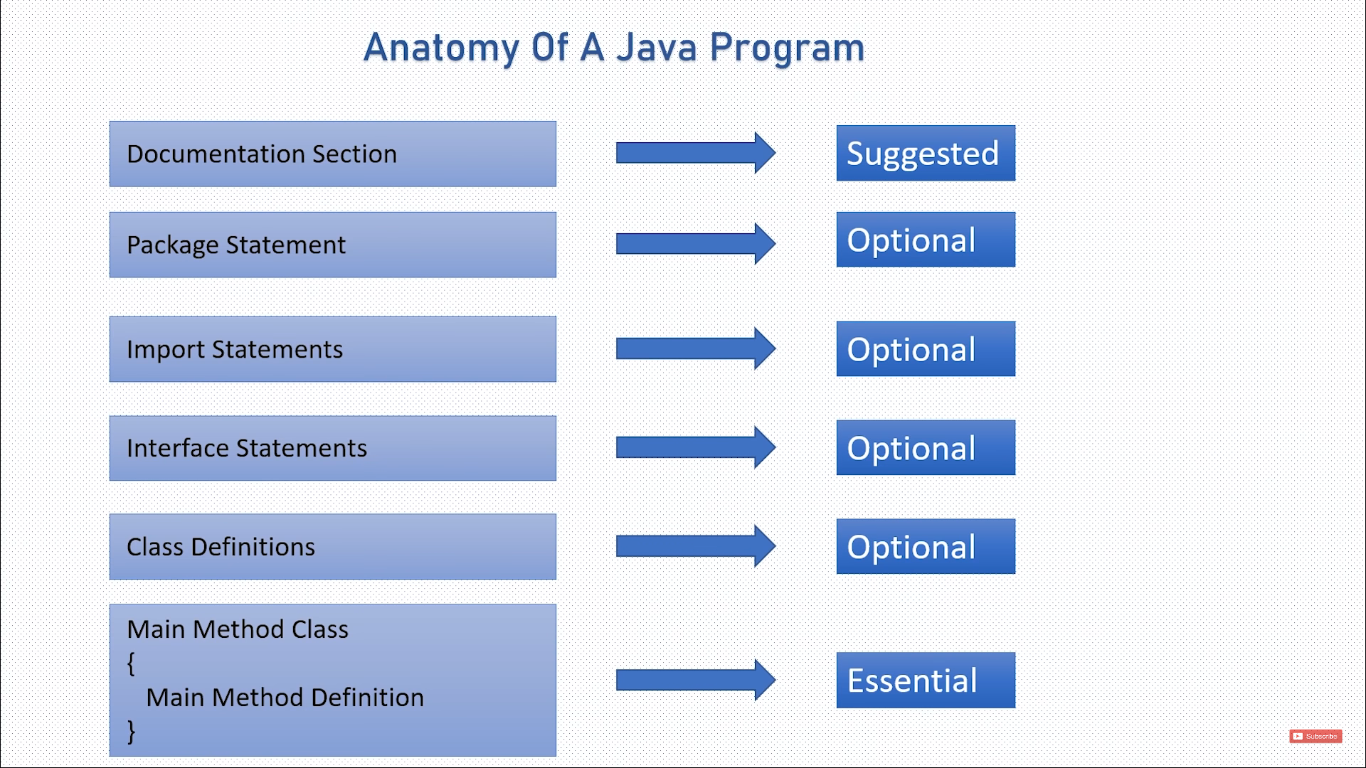 Anatomy Of A Java Program
Documentation Section
Suggested
Package Statement
Optional
Import Statements
Optional
Interface Statements
Optional
Class Definitions
Optional
Main Method Class
{
Main Method Definition
}
Essential
Subscribe